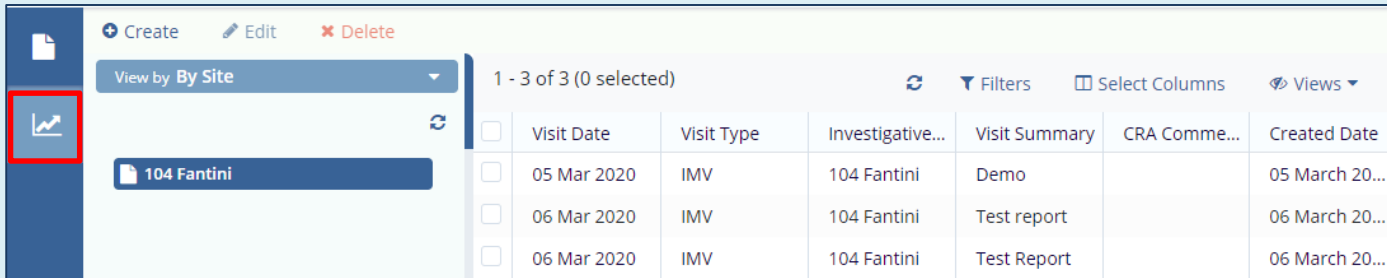 Create Edit Delete
View by By Site
1 - 3 of 3 (0 selected) Filters Select Columns Views
Visit Date Visit Type Investigative... Visit Summary CRA Comme... Created Date
104 Fantini
05 Mar 2020 IMV 104 Fantini Demo 05 March 20...
06 Mar 2020 IMV 104 Fantini Test report 06 March 20...
06 Mar 2020 IMV 104 Fantini Test Report 06 March 20...